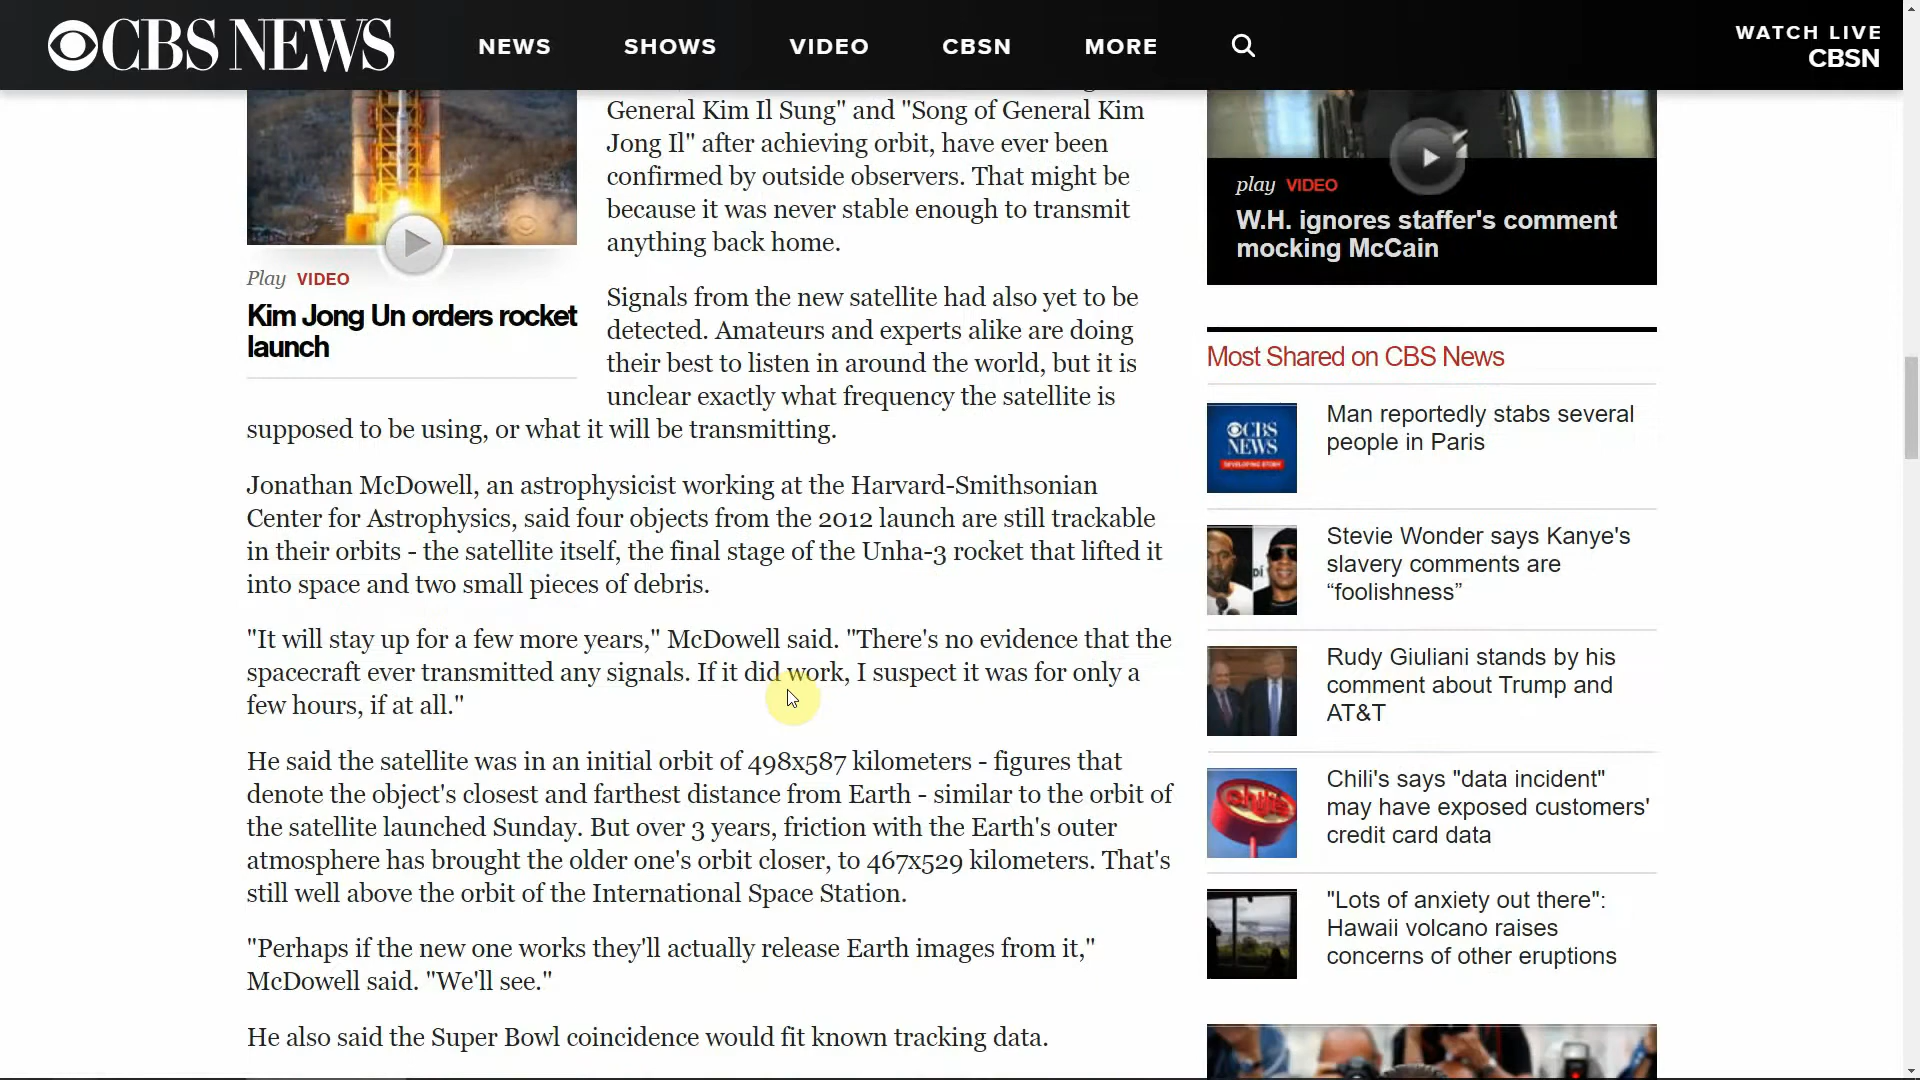 CBS NEWS
NEWS
SHOWS
VIDEO
CBSN
MORE
WATCH LIVE
CBSN
General Kim Il Sung" and "Song of General Kim
Jong Il" after achieving orbit, have ever been
confirmed by outside observers. That might be
because it was never stable enough to transmit
anything back home.
Play VIDEO
Kim Jong Un orders rocket
launch
Signals from the new satellite had also yet to be
detected. Amateurs and experts alike are doing
their best to listen in around the world, but it is
unclear exactly what frequency the satellite is
supposed to be using, or what it will be transmitting.
Jonathan McDowell, an astrophysicist working at the Harvard-Smithsonian
Center for Astrophysics, said four objects from the 2012 launch are still trackable
in their orbits - the satellite itself, the final stage of the Unha-3 rocket that lifted it
into space and two small pieces of debris.
"It will stay up for a few more years," McDowell said. "There's no evidence that the
spacecraft ever transmitted any signals. If it did work, I suspect it was for only a
few hours, if at all."
He said the satellite was in an initial orbit of 498x587 kilometers - figures that
denote the object's closest and farthest distance from Earth - similar to the orbit of
the satellite launched Sunday. But over 3 years, friction with the Earth's outer
atmosphere has brought the older one's orbit closer, to 467x529 kilometers. That's
still well above the orbit of the International Space Station.
"Perhaps if the new one works they'll actually release Earth images from it,"
McDowell said. "We'll see."
He also said the Super Bowl coincidence would fit known tracking data.
play VIDEO
W.H. ignores staffer's comment
mocking McCain
Most Shared on CBS News
CBS
NEWS
DEVELOPING STORY
Man reportedly stabs several
people in Paris
Stevie Wonder says Kanye's
slavery comments are
“foolishness”
Rudy Giuliani stands by his
comment about Trump and
AT&T
chili's
Chili's says "data incident"
may have exposed customers'
credit card data
"Lots of anxiety out there":
Hawaii volcano raises
concerns of other eruptions